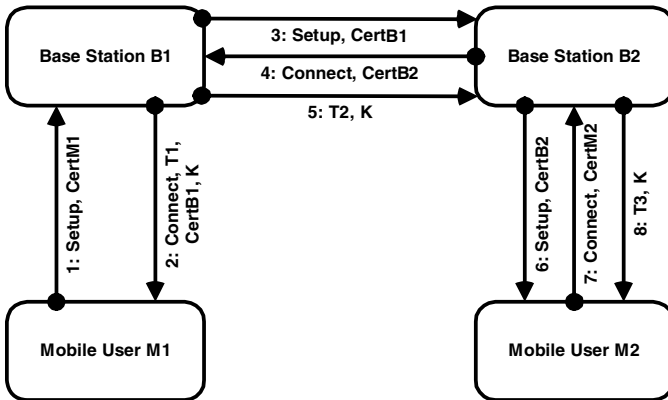 Base Station B1
3: Setup, CertB1
4: Connect, CertB2
5: T2, K
Base Station B2
1: Setup, CertM1
2: Connect, T1,
CertB1, K
6: Setup, CertB2
7: Connect, CertM2
8: T3, K
Mobile User M1
Mobile User M2